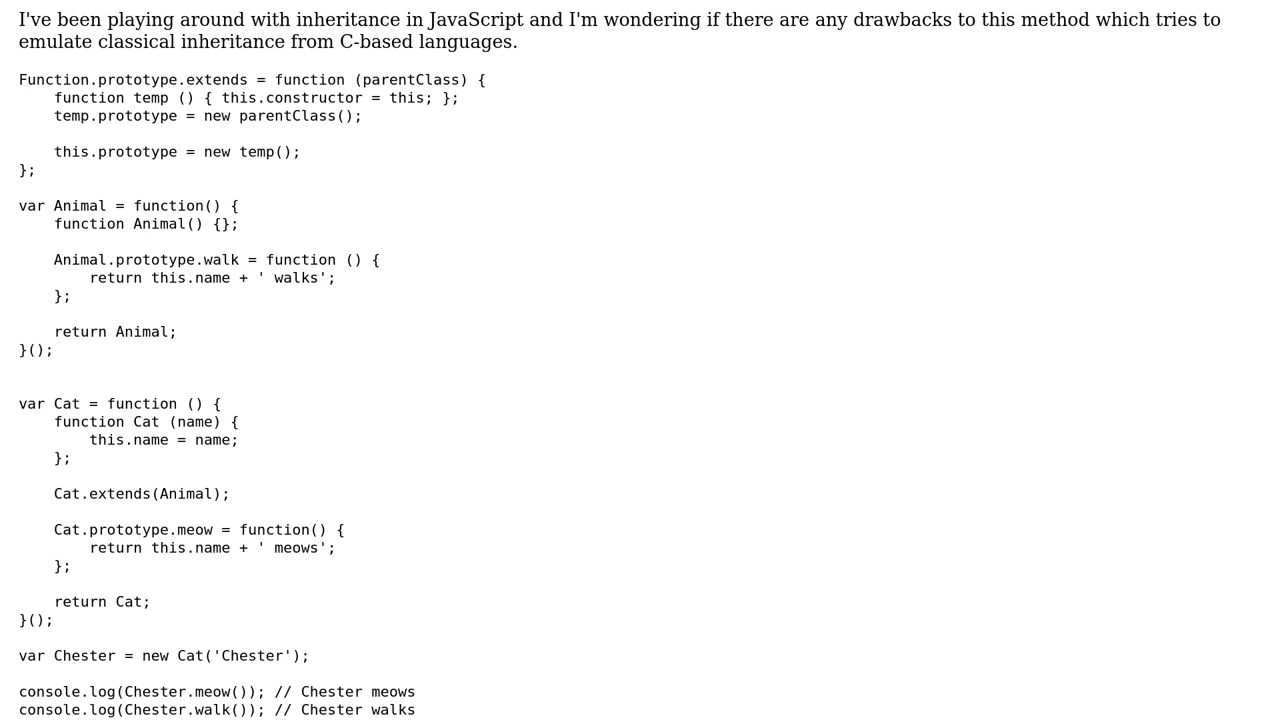 I've been playing around with inheritance in JavaScript and I'm wondering if there are any drawbacks to this method which tries to
emulate classical inheritance from C-based languages.
Function.prototype.extends = function (parentClass) {
    function temp () { this.constructor = this; };
    temp.prototype = new parentClass();
    this.prototype = new temp();
};
var Animal = function() {
    function Animal() {};
    Animal.prototype.walk = function () {
        return this.name + ' walks';
    };
    return Animal;
}();
var Cat = function () {
    function Cat (name) {
        this.name = name;
    };
    Cat.extends(Animal);
    Cat.prototype.meow = function() {
        return this.name + ' meows';
    };
    return Cat;
}();
var Chester = new Cat('Chester');
console.log(Chester.meow()); // Chester meows
console.log(Chester.walk()); // Chester walks